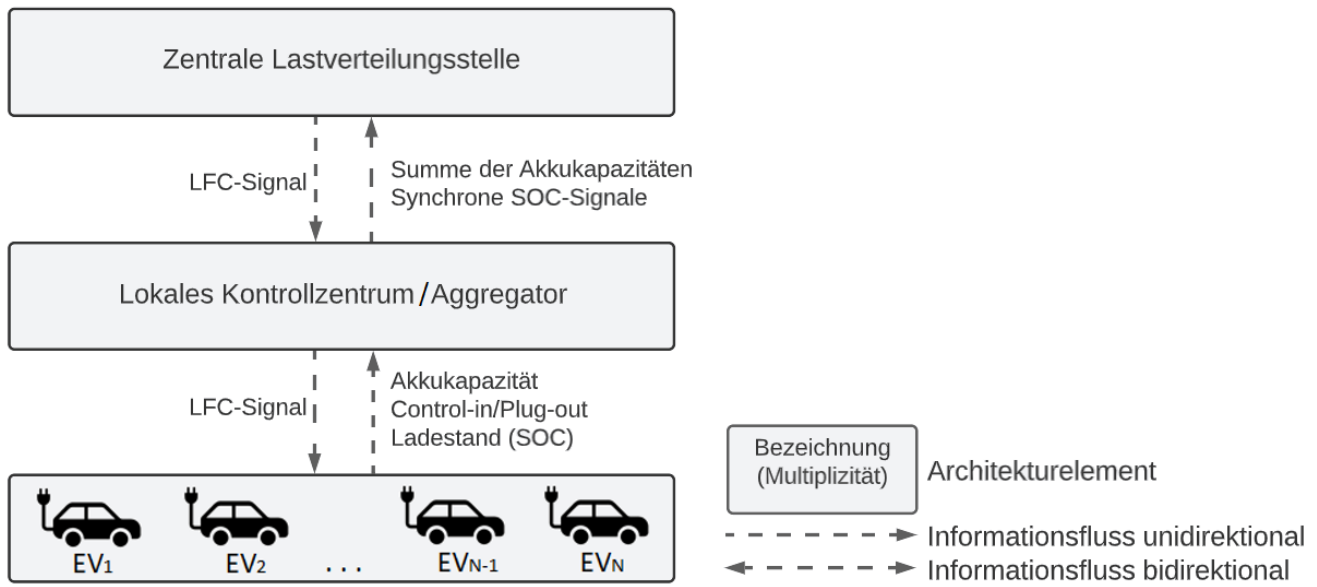 Zentrale Lastverteilungsstelle
LFC-Signal
Summe der Akkukapazitäten
Synchrone SOC-Signale
Lokales Kontrollzentrum/Aggregator
LFC-Signal
Akkukapazität
Control-in/Plug-out
Ladestand (SOC)
EV1 EV2 ... EVN-1 EVN
Bezeichnung
(Multiplizität)
Architekturelement
Informationsfluss unidirektional
Informationsfluss bidirektional